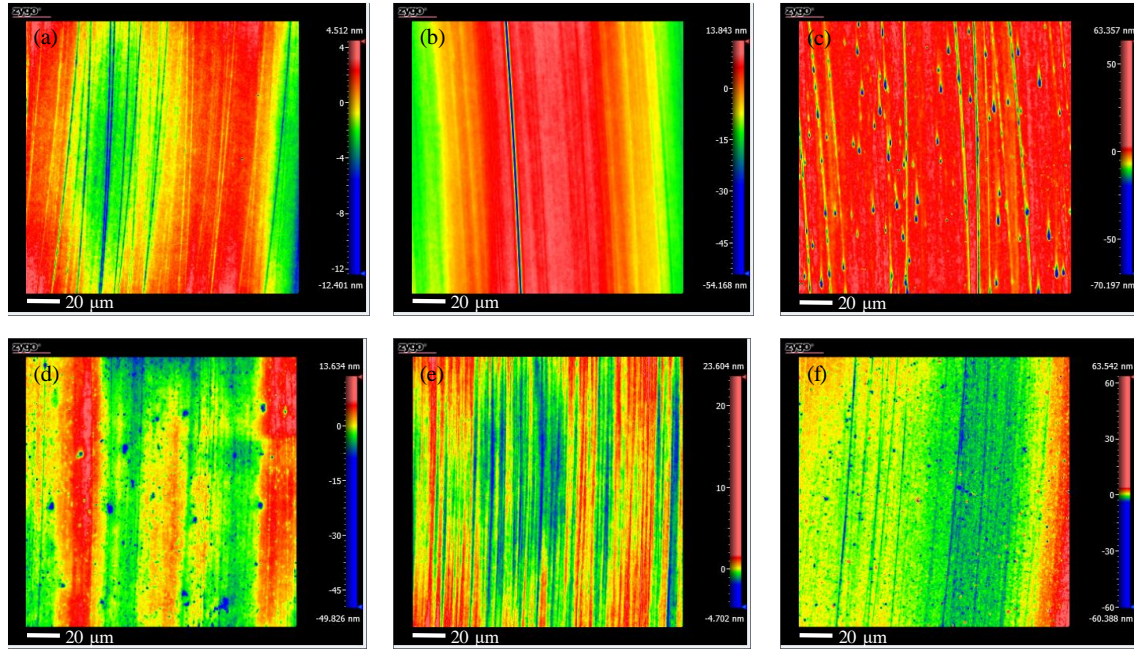 zygo
(a)
4.512 nm
4
0
-4
-8
-12
-12.401 nm
20 µm
zygo
(b)
13.843 nm
0
-15
-30
-45
-54.168 nm
20 µm
zygo
(c)
63.357 nm
50
0
-50
-70.197 nm
20 µm
zygo
(d)
13.634 nm
0
-15
-30
-45
-49.826 nm
20 µm
zygo
(e)
23.604 nm
20
10
0
-4.702 nm
20 µm
zygo
(f)
63.542 nm
60
30
0
-30
-60
-60.388 nm
20 µm